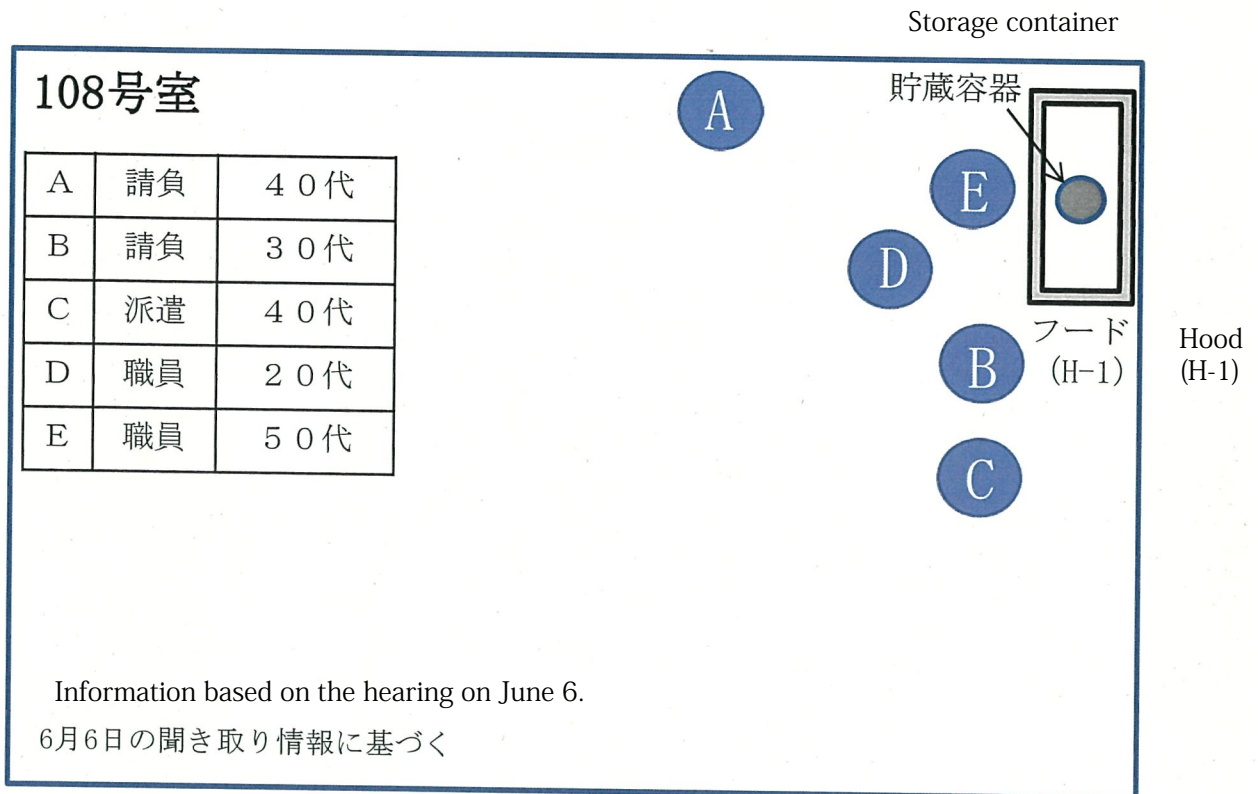 Storage container
108号室
貯蔵容器
A
A 請負 40代
B 請負 30代
C 派遣 40代
D 職員 20代
E 職員 50代
E
D
B
C
フード
(H-1)
Hood
(H-1)
Information based on the hearing on June 6.
6月6日の聞き取り情報に基づく